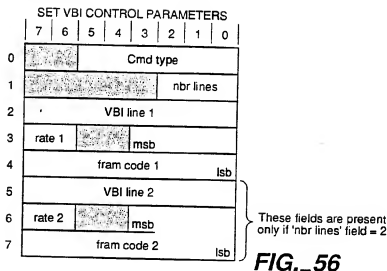 SET VBI CONTROL PARAMETERS
7 6 5 4 3 2 1 0
0 Cmd type
1 nbr lines
2 VBI line 1
3 rate 1 msb
4 fram code 1 lsb
5 VBI line 2
6 rate 2 msb
7 fram code 2 lsb
These fields are present
only if 'nbr lines' field = 2
FIG._56